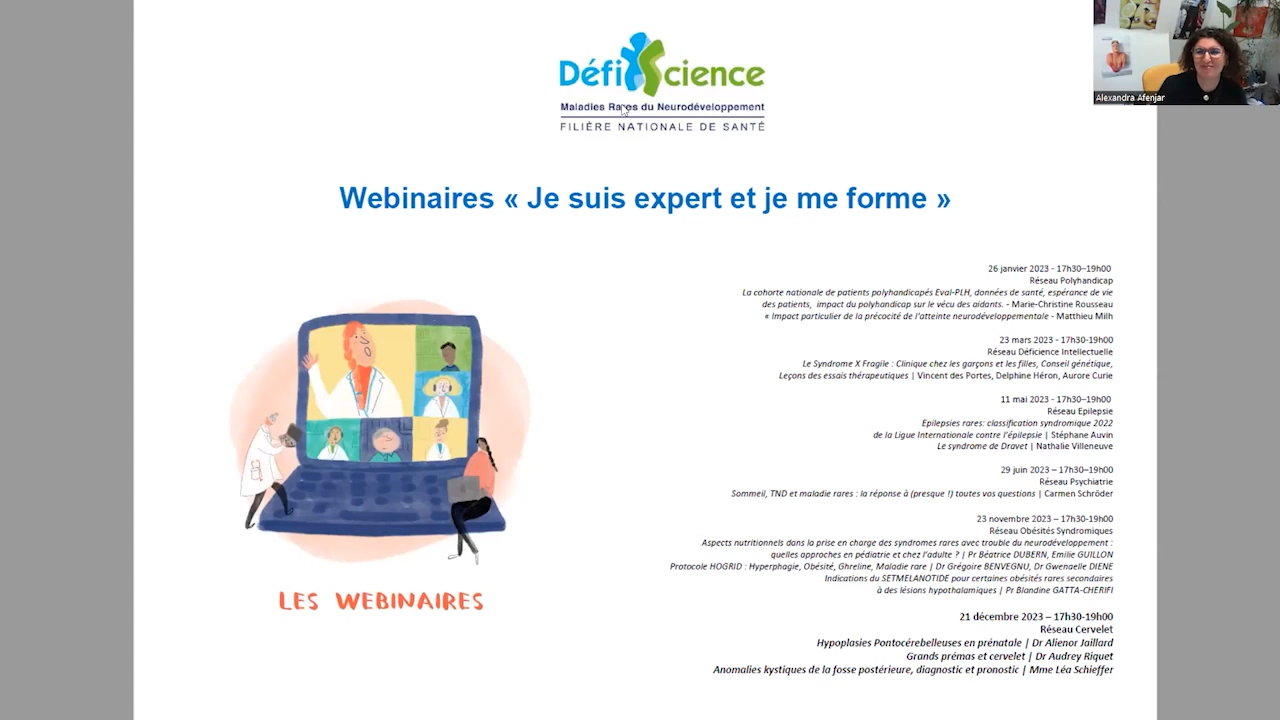 DéfiScience
Maladies Rares du Neurodéveloppement
FILIÈRE NATIONALE DE SANTÉ
Alexandra Afenjar
Webinaires « Je suis expert et je me forme »
26 janvier 2023 - 17h30–19h00
Réseau Polyhandicap
La cohorte nationale de patients polyhandicapés Eval-PLH, données de santé, espérance de vie
des patients, impact du polyhandicap sur le vécu des aidants. - Marie-Christine Rousseau
« Impact particulier de la précocité de l'atteinte neurodéveloppementale - Matthieu Milh
23 mars 2023 - 17h30-19h00
Réseau Déficience Intellectuelle
Le Syndrome X Fragile : Clinique chez les garçons et les filles, Conseil génétique,
Leçons des essais thérapeutiques | Vincent des Portes, Delphine Héron, Aurore Curie
11 mai 2023 - 17h30–19h00
Réseau Epilepsie
Epilepsies rares: classification syndromique 2022
de la Ligue Internationale contre l'épilepsie | Stéphane Auvin
Le syndrome de Dravet | Nathalie Villeneuve
29 juin 2023 – 17h30–19h00
Réseau Psychiatrie
Sommeil, TND et maladie rares : la réponse à (presque !) toutes vos questions | Carmen Schröder
23 novembre 2023 – 17h30-19h00
Réseau Obésités Syndromiques
Aspects nutritionnels dans la prise en charge des syndromes rares avec trouble du neurodéveloppement :
quelles approches en pédiatrie et chez l'adulte ? | Pr Béatrice DUBERN, Emilie GUILLON
Protocole HOGRID : Hyperphagie, Obésité, Ghreline, Maladie rare | Dr Grégoire BENVEGNU, Dr Gwenaelle DIENE
Indications du SETMELANOTIDE pour certaines obésités rares secondaires
à des lésions hypothalamiques | Pr Blandine GATTA-CHERIFI
21 décembre 2023 – 17h30-19h00
Réseau Cervelet
Hypoplasies Pontocérebelleuses en prénatale | Dr Alienor Jaillard
Grands prémas et cervelet | Dr Audrey Riquet
Anomalies kystiques de la fosse postérieure, diagnostic et pronostic | Mme Léa Schieffer
LES WEBINAIRES